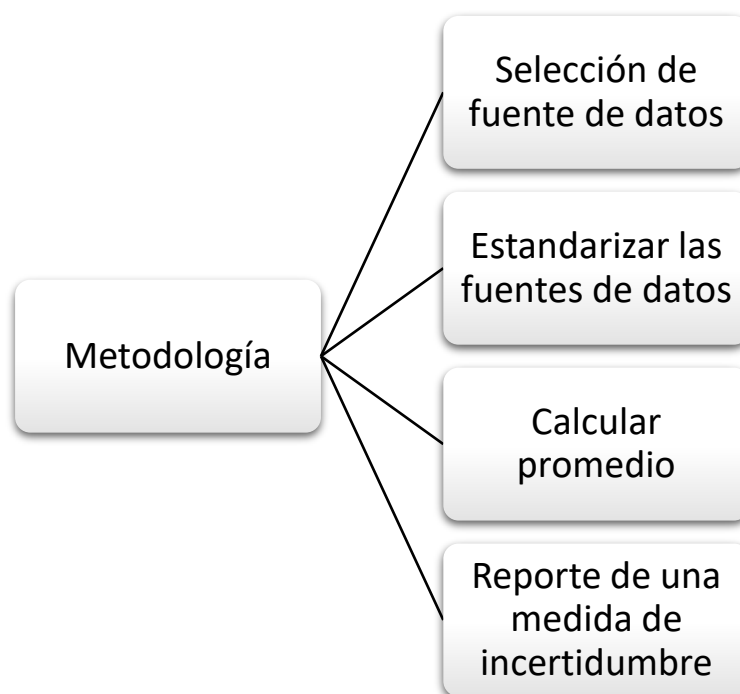 Metodología
Selección de
fuente de datos
Estandarizar las
fuentes de datos
Calcular
promedio
Reporte de una
medida de
incertidumbre